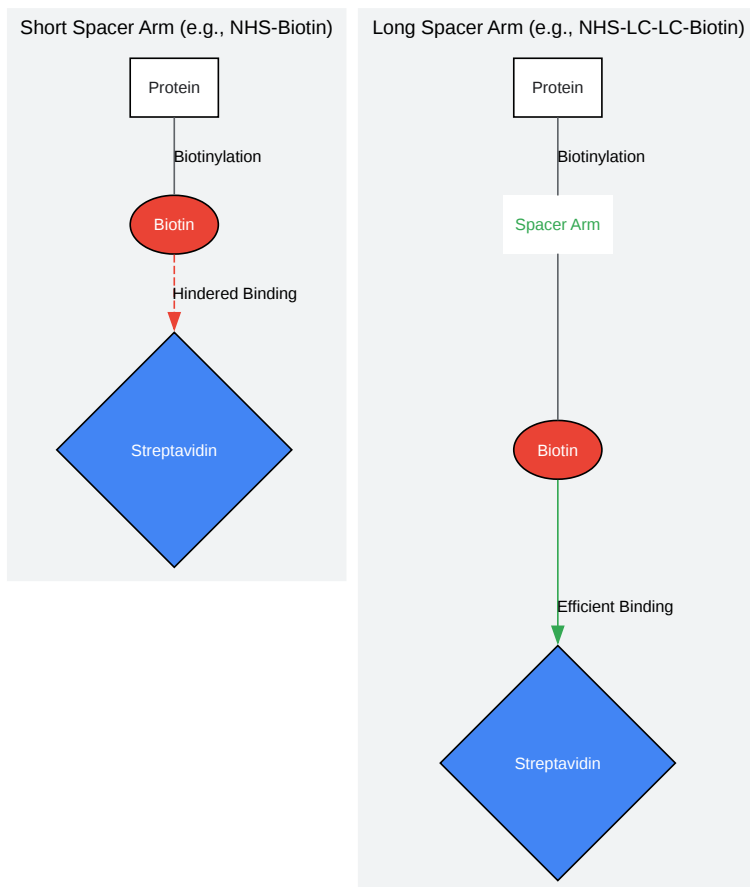 Short Spacer Arm (e.g., NHS-Biotin)
Protein
Biotinylation
Biotin
Hindered Binding
Streptavidin
Long Spacer Arm (e.g., NHS-LC-LC-Biotin)
Protein
Biotinylation
Spacer Arm
Biotin
Efficient Binding
Streptavidin